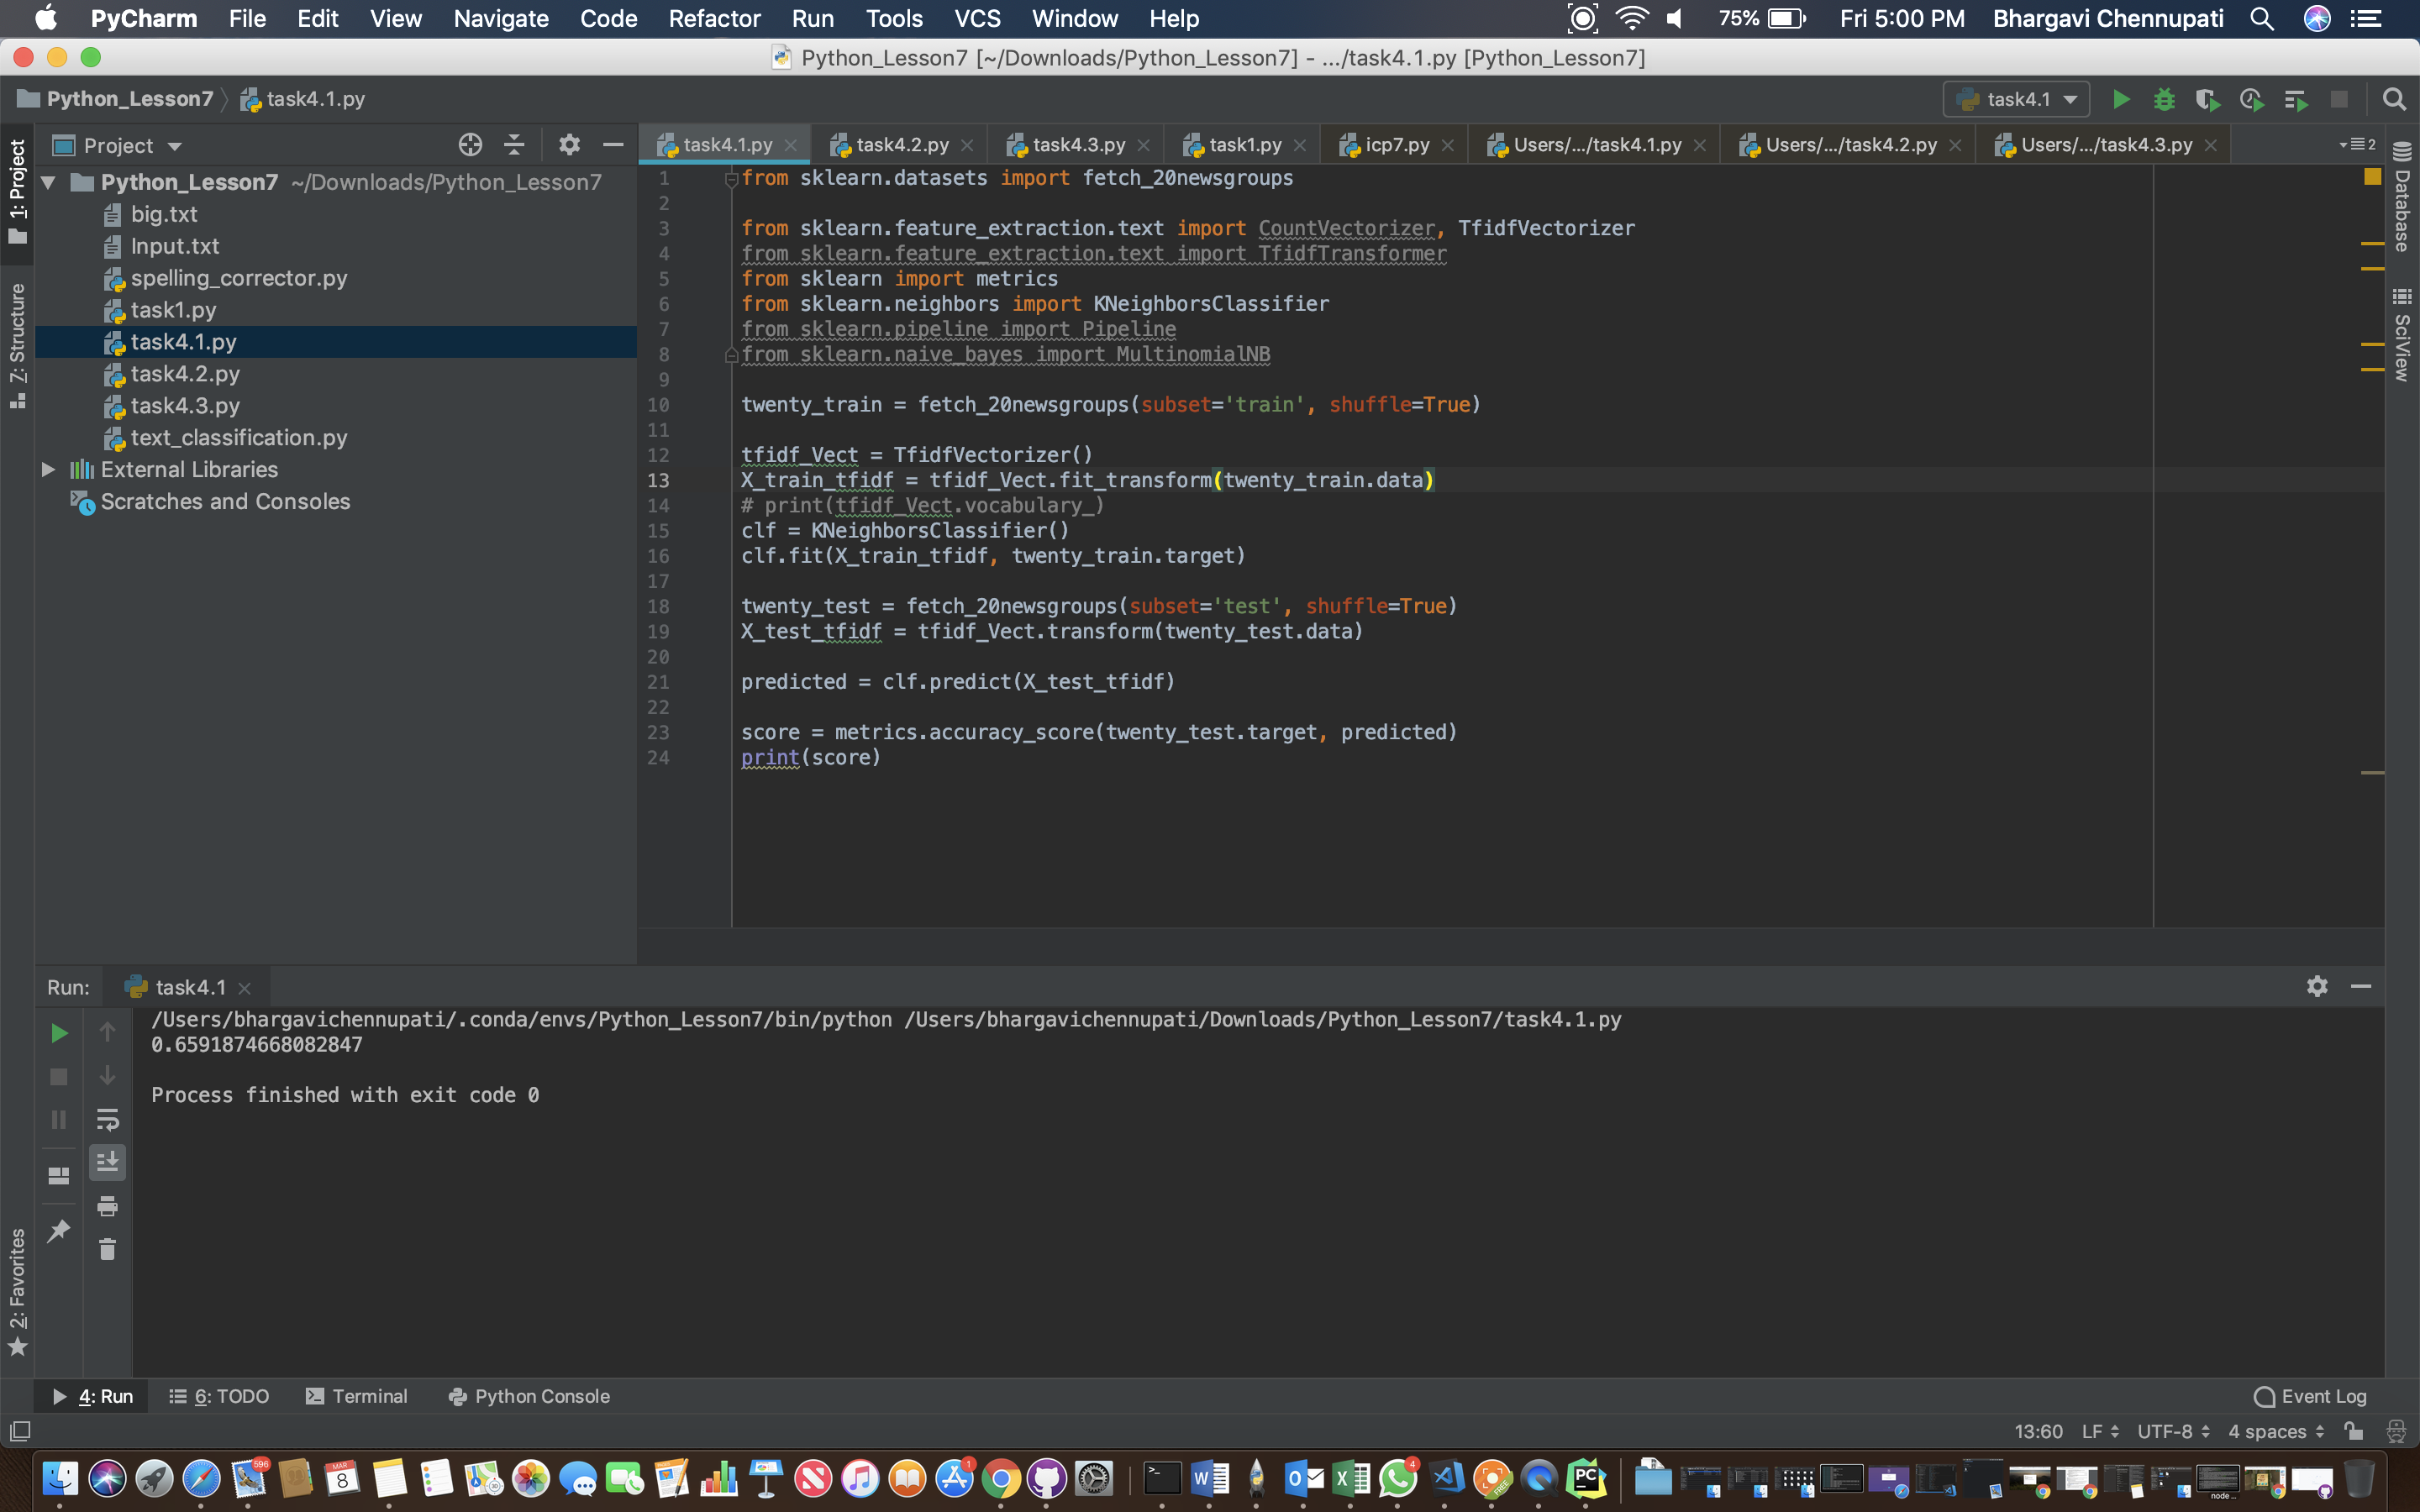 PyCharm File Edit View Navigate Code Refactor Run Tools VCS Window Help 75% Fri 5:00 PM Bhargavi Chennupati
Python_Lesson7 [~/Downloads/Python_Lesson7] - .../task4.1.py [Python_Lesson7]
Python_Lesson7 task4.1.py task4.1
Project task4.1.py task4.2.py task4.3.py task1.py icp7.py Users/.../task4.1.py Users/.../task4.2.py Users/.../task4.3.py 2
1: Project
7: Structure
2: Favorites
Database
SciView
Python_Lesson7 ~/Downloads/Python_Lesson7
big.txt
Input.txt
spelling_corrector.py
task1.py
task4.1.py
task4.2.py
task4.3.py
text_classification.py
External Libraries
Scratches and Consoles
1 from sklearn.datasets import fetch_20newsgroups
2
3 from sklearn.feature_extraction.text import CountVectorizer, TfidfVectorizer
4 from sklearn.feature_extraction.text import TfidfTransformer
5 from sklearn import metrics
6 from sklearn.neighbors import KNeighborsClassifier
7 from sklearn.pipeline import Pipeline
8 from sklearn.naive_bayes import MultinomialNB
9
10 twenty_train = fetch_20newsgroups(subset='train', shuffle=True)
11
12 tfidf_Vect = TfidfVectorizer()
13 X_train_tfidf = tfidf_Vect.fit_transform(twenty_train.data)
14 # print(tfidf_Vect.vocabulary_)
15 clf = KNeighborsClassifier()
16 clf.fit(X_train_tfidf, twenty_train.target)
17
18 twenty_test = fetch_20newsgroups(subset='test', shuffle=True)
19 X_test_tfidf = tfidf_Vect.transform(twenty_test.data)
20
21 predicted = clf.predict(X_test_tfidf)
22
23 score = metrics.accuracy_score(twenty_test.target, predicted)
24 print(score)
Run: task4.1
/Users/bhargavichennupati/.conda/envs/Python_Lesson7/bin/python /Users/bhargavichennupati/Downloads/Python_Lesson7/task4.1.py
0.6591874668082847
Process finished with exit code 0
4: Run 6: TODO Terminal Python Console Event Log
13:60 LF UTF-8 4 spaces
596 MAR 8 1 4 FREE PC node